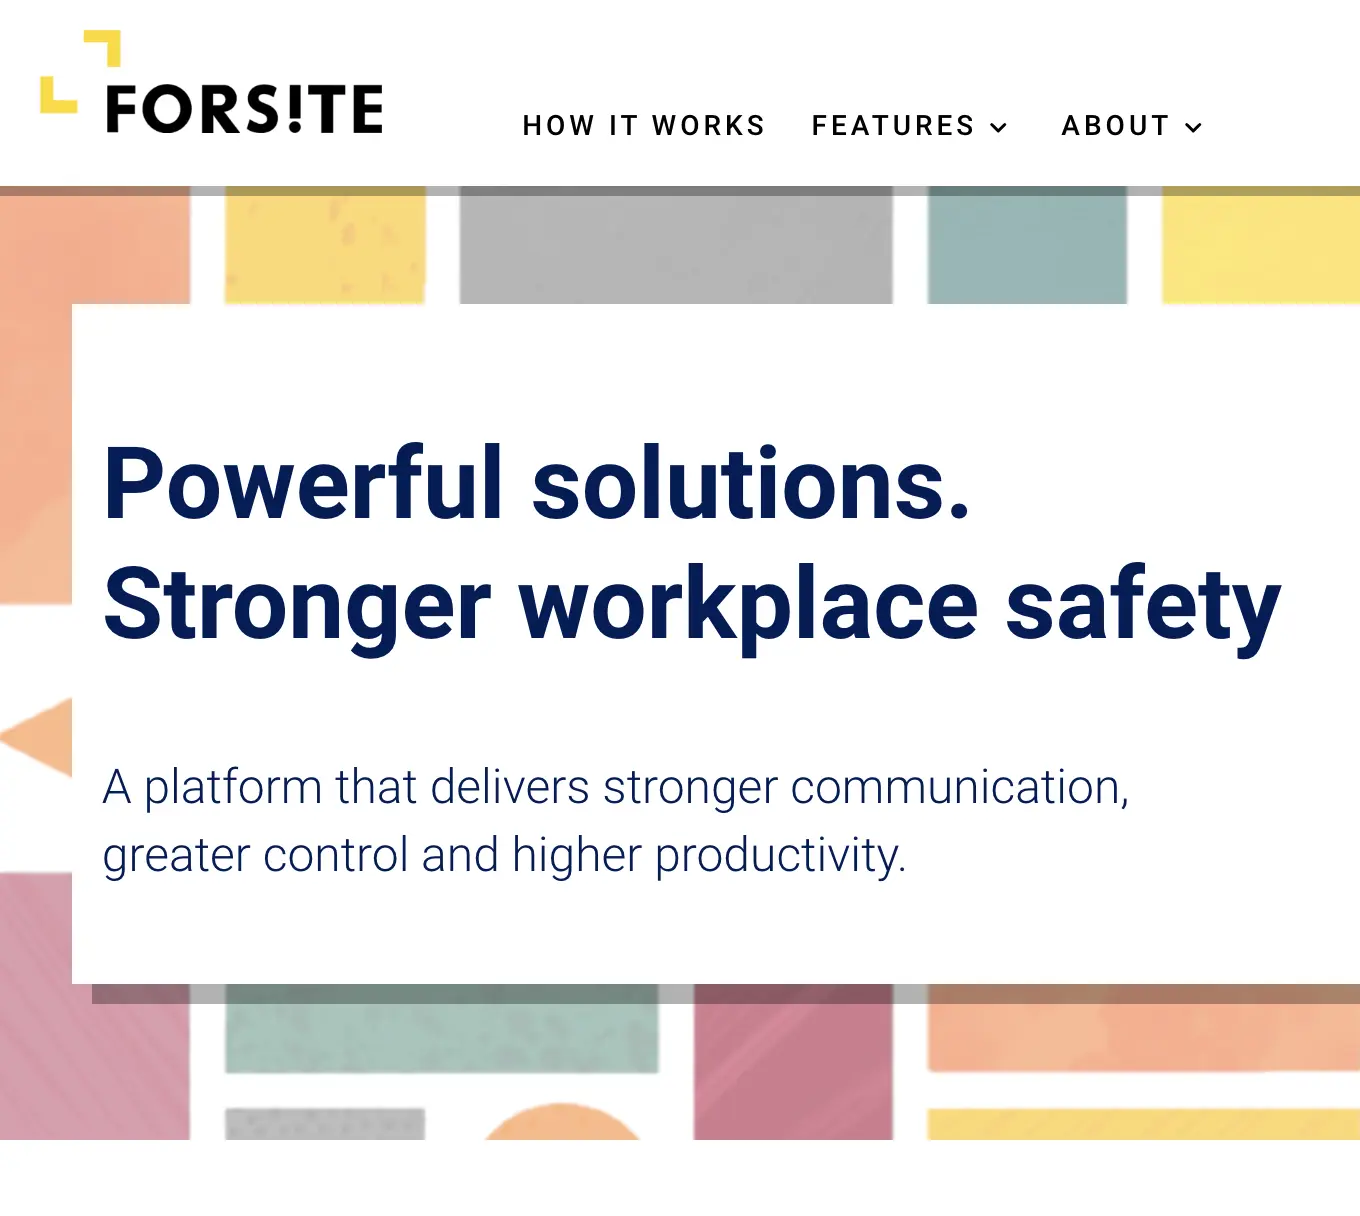 FORS!TE
HOW IT WORKS FEATURES ABOUT
Powerful solutions.
Stronger workplace safety
A platform that delivers stronger communication,
greater control and higher productivity.